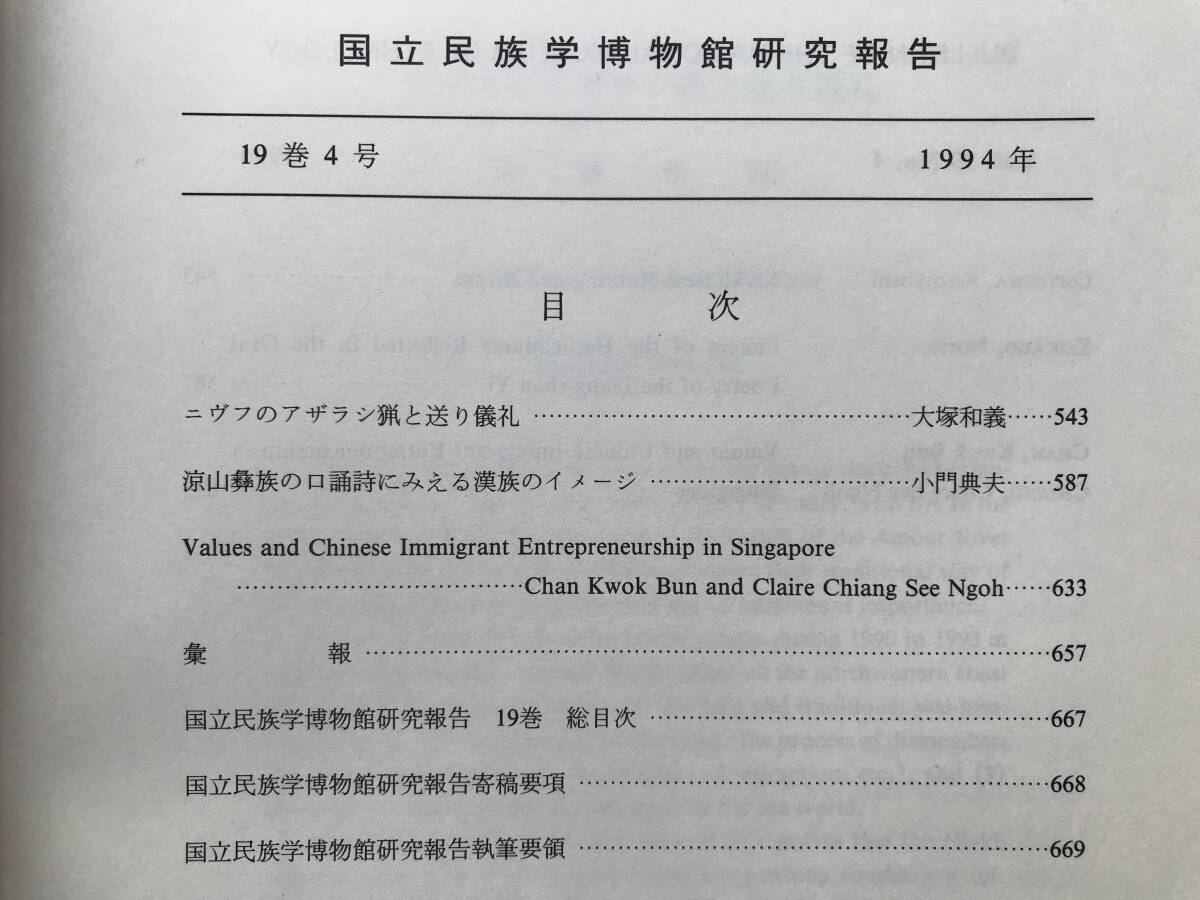 国立民族学博物館研究報告
19 巻 4 号 1994年
目 次
ニヴフのアザラシ猟と送り儀礼 ……………………………………… 大塚和義……543
涼山彝族の口誦詩にみえる漢族のイメージ ………………………… 小門典夫……587
Values and Chinese Immigrant Entrepreneurship in Singapore
……………………………… Chan Kwok Bun and Claire Chiang See Ngoh……633
彙 報 ……………………………………………………………………657
国立民族学博物館研究報告 19巻 総目次 ………………………………………667
国立民族学博物館研究報告寄稿要項 ………………………………………………668
国立民族学博物館研究報告執筆要領 ………………………………………………669